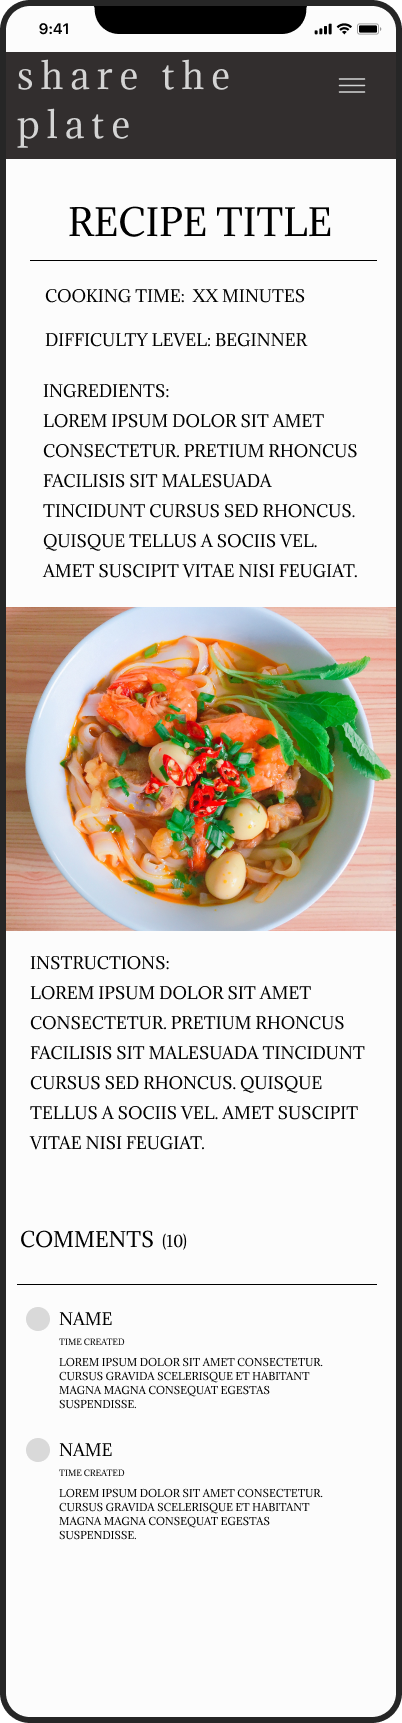 9:41
share the
plate
RECIPE TITLE
COOKING TIME: XX MINUTES
DIFFICULTY LEVEL: BEGINNER
INGREDIENTS:
LOREM IPSUM DOLOR SIT AMET
CONSECTETUR. PRETIUM RHONCUS
FACILISIS SIT MALESUADA
TINCIDUNT CURSUS SED RHONCUS.
QUISQUE TELLUS A SOCIIS VEL.
AMET SUSCIPIT VITAE NISI FEUGIAT.
INSTRUCTIONS:
LOREM IPSUM DOLOR SIT AMET
CONSECTETUR. PRETIUM RHONCUS
FACILISIS SIT MALESUADA TINCIDUNT
CURSUS SED RHONCUS. QUISQUE
TELLUS A SOCIIS VEL. AMET SUSCIPIT
VITAE NISI FEUGIAT.
COMMENTS (10)
NAME
TIME CREATED
LOREM IPSUM DOLOR SIT AMET CONSECTETUR.
CURSUS GRAVIDA SCELERISQUE ET HABITANT
MAGNA MAGNA CONSEQUAT EGESTAS
SUSPENDISSE.
NAME
TIME CREATED
LOREM IPSUM DOLOR SIT AMET CONSECTETUR.
CURSUS GRAVIDA SCELERISQUE ET HABITANT
MAGNA MAGNA CONSEQUAT EGESTAS
SUSPENDISSE.